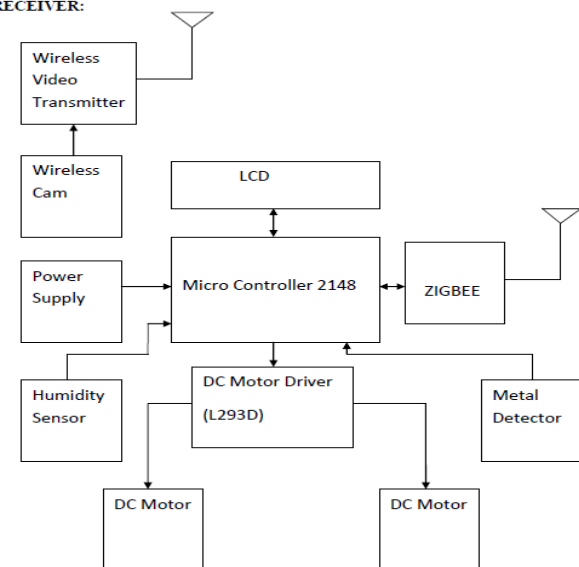 RECEIVER:
Wireless
Video
Transmitter
Wireless
Cam
LCD
Power
Supply
Micro Controller 2148
ZIGBEE
Humidity
Sensor
DC Motor Driver
(L293D)
Metal
Detector
DC Motor
DC Motor